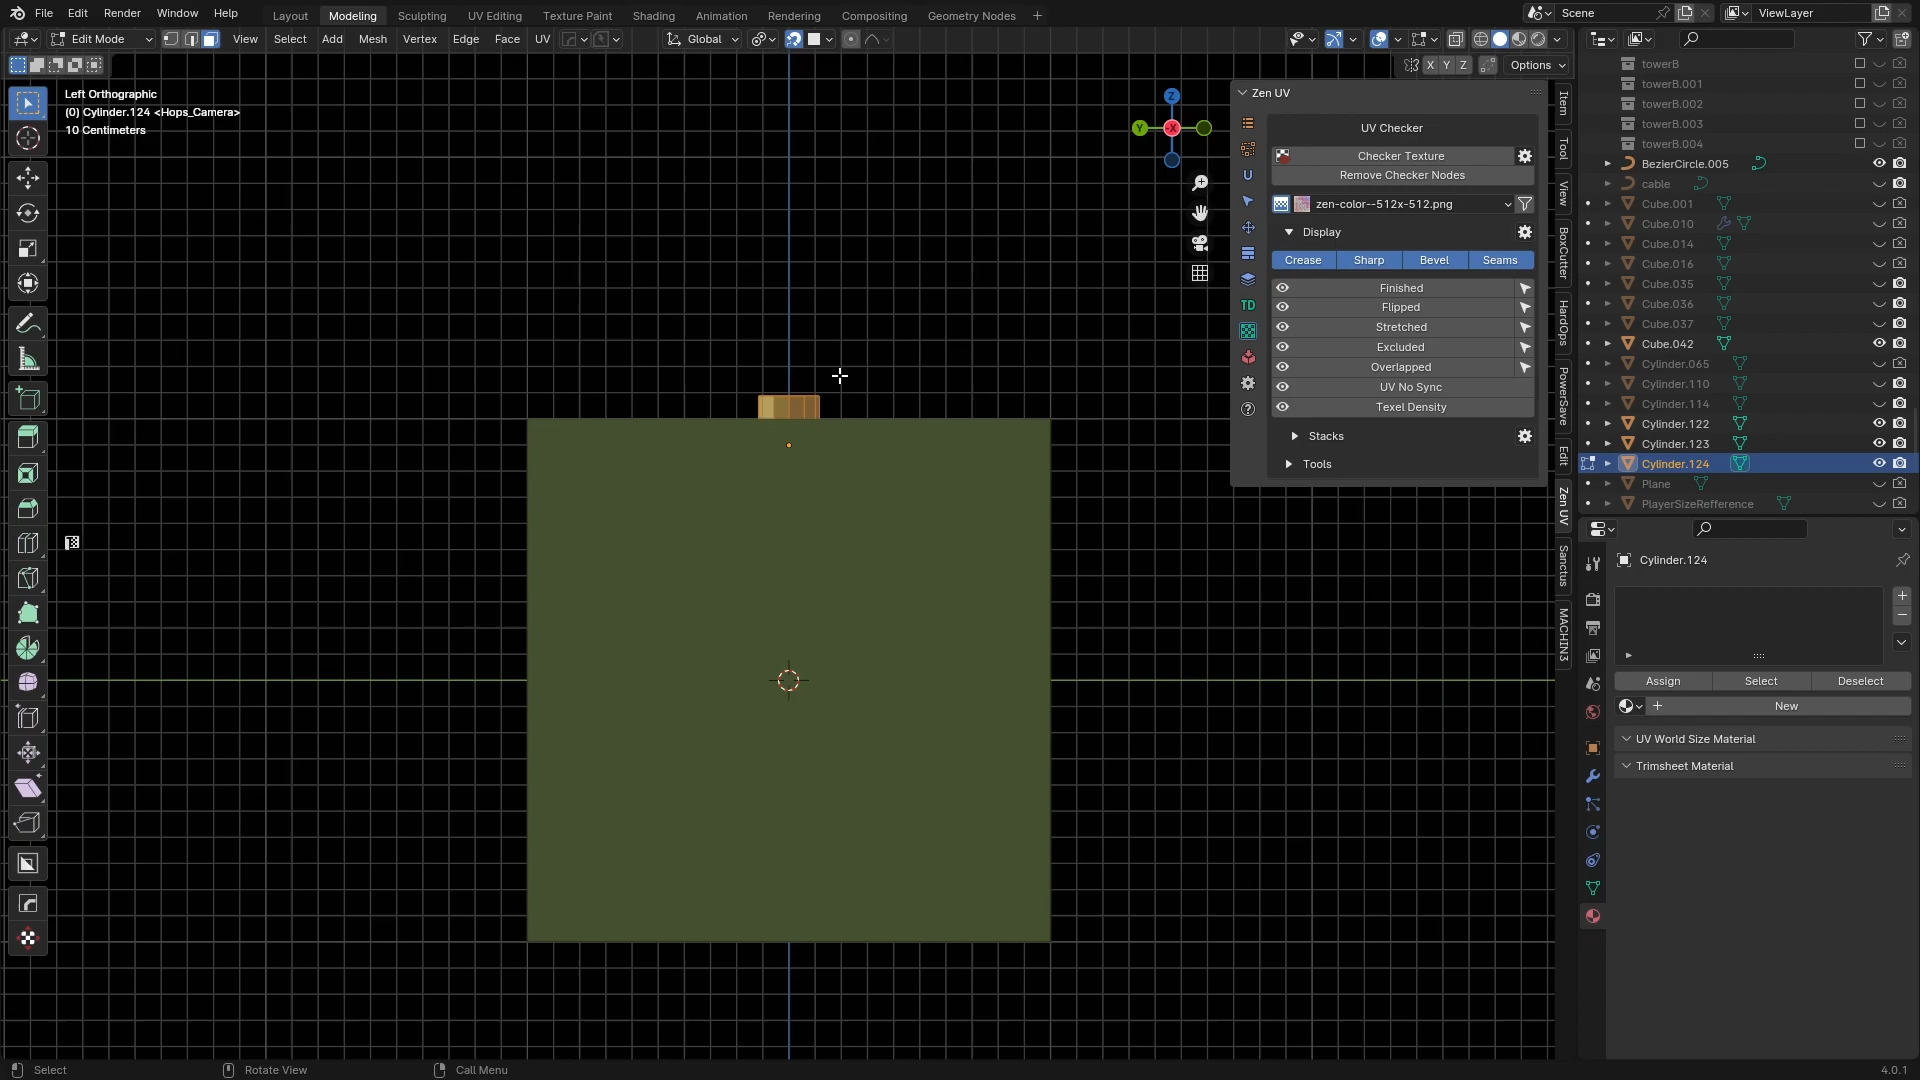 File Edit Render Window Help Layout Modeling Sculpting UV Editing Texture Paint Shading Animation Rendering Compositing Geometry Nodes + Scene ViewLayer
Edit Mode View Select Add Mesh Vertex Edge Face UV Global
X Y Z Options
Left Orthographic
(0) Cylinder.124 <Hops_Camera>
10 Centimeters
Z
Y
-X
Zen UV
UV Checker
Checker Texture
Remove Checker Nodes
zen-color--512x-512.png
Display
Crease Sharp Bevel Seams
Finished
Flipped
Stretched
Excluded
Overlapped
UV No Sync
Texel Density
Stacks
Tools
TD
Item
Tool
View
BoxCutter
HardOps
PowerSave
Edit
Zen UV
Sanctus
MACHIN3
towerB
towerB.001
towerB.002
towerB.003
towerB.004
BezierCircle.005
cable
Cube.001
Cube.010
Cube.014
Cube.016
Cube.035
Cube.036
Cube.037
Cube.042
Cylinder.065
Cylinder.110
Cylinder.114
Cylinder.122
Cylinder.123
Cylinder.124
Plane
PlayerSizeRefference
Cylinder.124
Assign Select Deselect
New
UV World Size Material
Trimsheet Material
Select Rotate View Call Menu 4.0.1